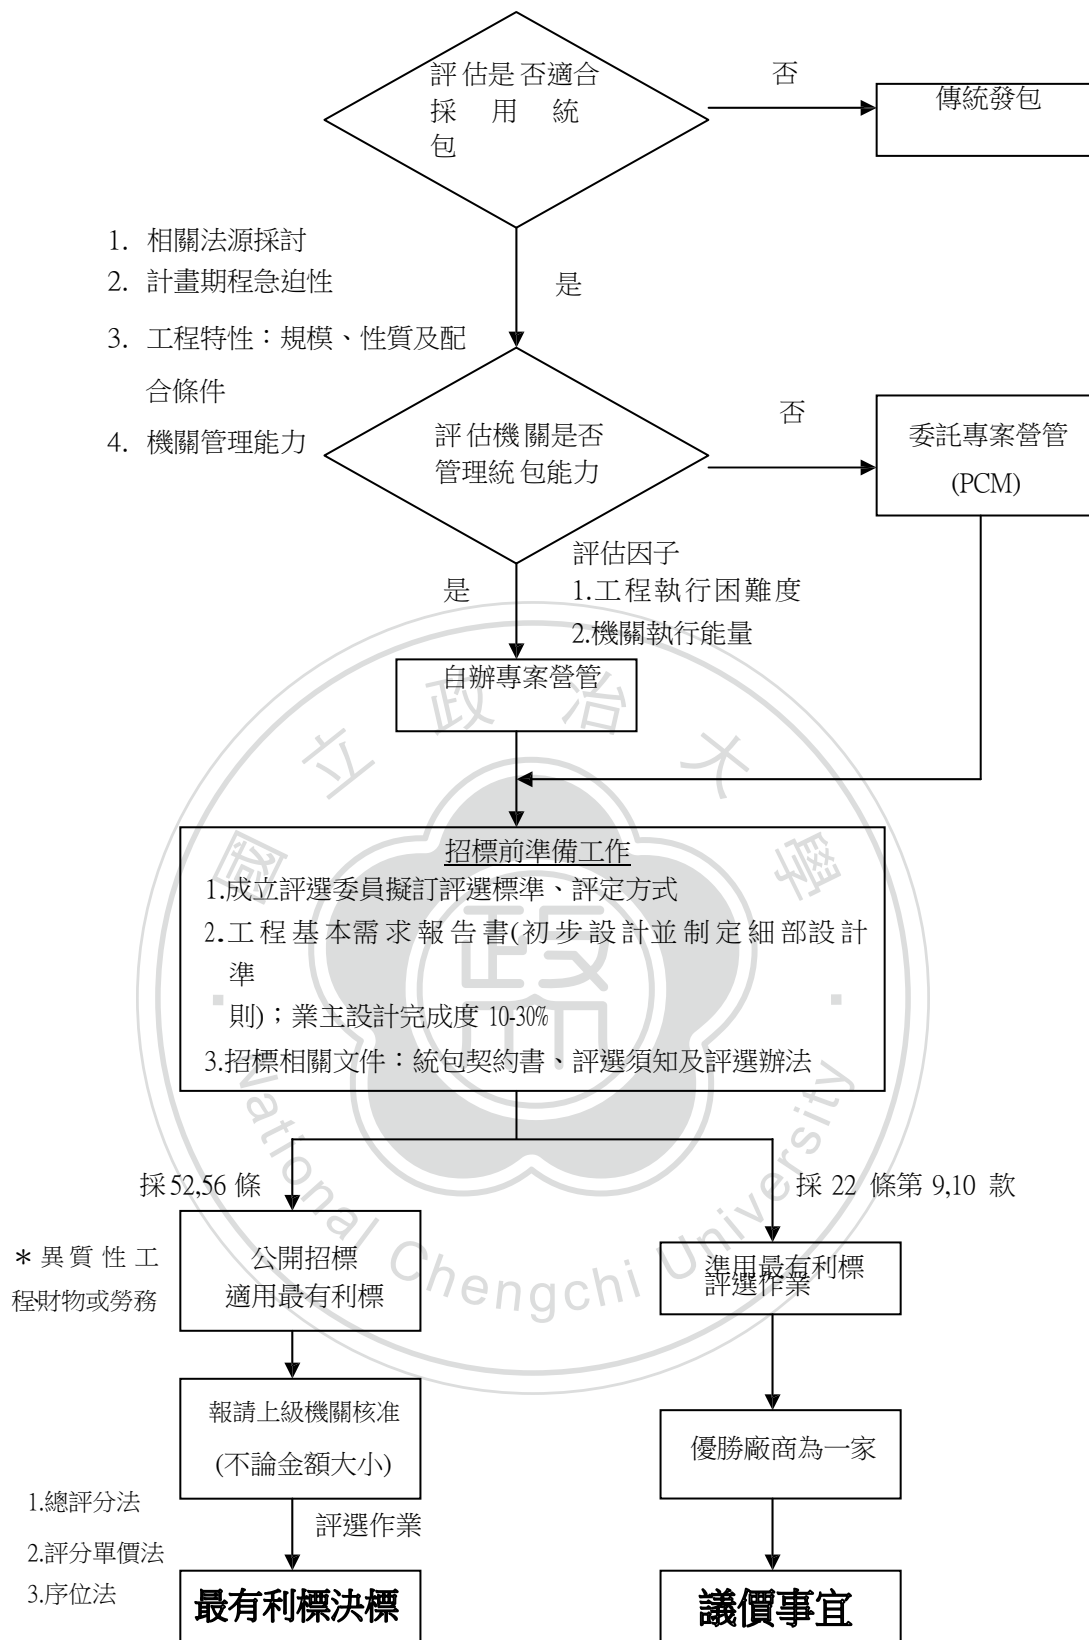 評估是否適合
採用統
包
否
傳統發包
1. 相關法源探討
2. 計畫期程急迫性
3. 工程特性：規模、性質及配
合條件
4. 機關管理能力
是
評估機關是否
管理統包能力
否
委託專案營管
(PCM)
評估因子
1.工程執行困難度
2.機關執行能量
是
自辦專案營管
招標前準備工作
1.成立評選委員擬訂評選標準、評定方式
2.工程基本需求報告書(初步設計並制定細部設計
準
則)；業主設計完成度 10-30%
3.招標相關文件：統包契約書、評選須知及評選辦法
採52,56 條
採 22 條第 9,10 款
＊異質性工
程財物或勞務
公開招標
適用最有利標
準用最有利標
評選作業
報請上級機關核准
(不論金額大小)
優勝廠商為一家
1.總評分法
2.評分單價法
3.序位法
評選作業
最有利標決標
議價事宜
國立政治大學
National Chengchi University